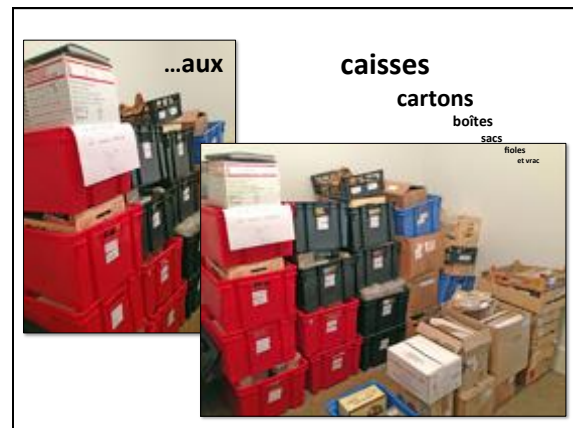 ...aux
caisses
cartons
boîtes
sacs
fioles
et vrac